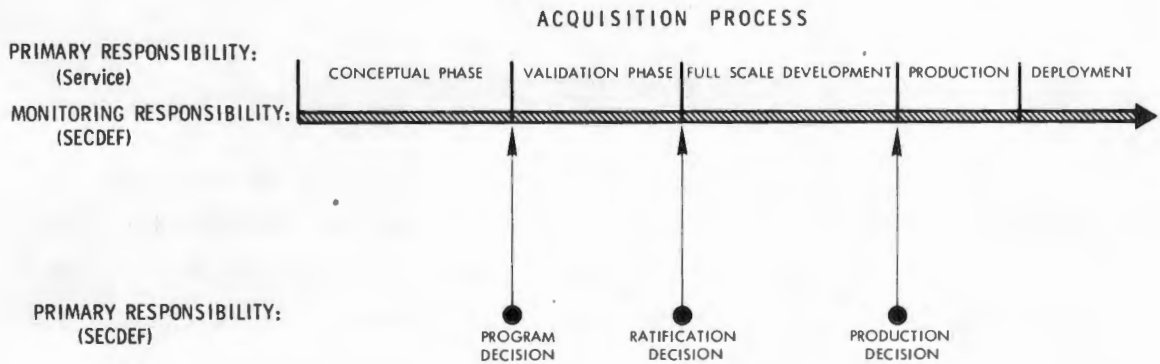 ACQUISITION PROCESS
PRIMARY RESPONSIBILITY:
(Service)
CONCEPTUAL PHASE
VALIDATION PHASE
FULL SCALE DEVELOPMENT
PRODUCTION
DEPLOYMENT
MONITORING RESPONSIBILITY:
(SECDEF)
PRIMARY RESPONSIBILITY:
(SECDEF)
PROGRAM
DECISION
RATIFICATION
DECISION
PRODUCTION
DECISION